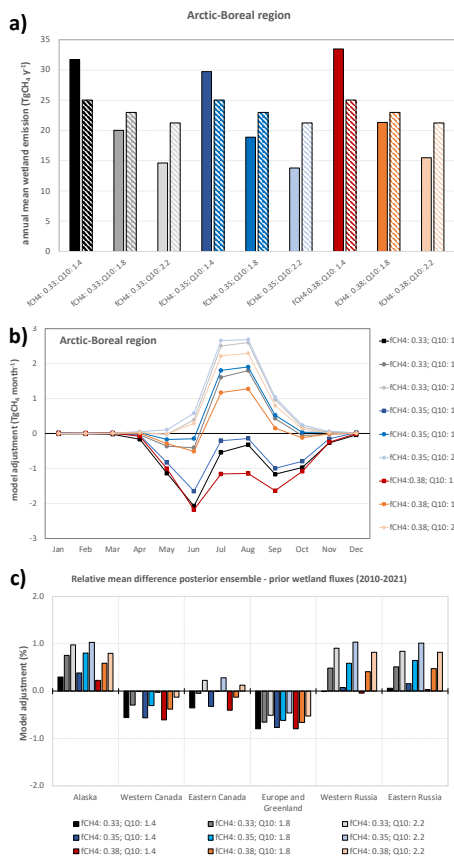 Arctic-Boreal region
a)
annual mean wetland emission (TgCH₄ y⁻¹)
35
30
25
20
15
10
5
0
fCH4: 0.33; Q10: 1.4
fCH4: 0.33; Q10: 1.8
fCH4: 0.33; Q10: 2.2
fCH4: 0.35; Q10: 1.4
fCH4: 0.35; Q10: 1.8
fCH4: 0.35; Q10: 2.2
fCH4:0.38; Q10: 1.4
fCH4: 0.38; Q10: 1.8
fCH4: 0.38; Q10: 2.2
b)
Arctic-Boreal region
model adjustment (TgCH₄ month⁻¹)
3
2
1
0
-1
-2
-3
Jan Feb Mar Apr May Jun Jul Aug Sep Oct Nov Dec
fCH4: 0.33; Q10: 1
fCH4: 0.33; Q10: 1
fCH4: 0.33; Q10: 2
fCH4: 0.35; Q10: 1
fCH4: 0.35; Q10: 1
fCH4: 0.35; Q10: 2
fCH4:0.38; Q10: 1
fCH4: 0.38; Q10: 1
fCH4: 0.38; Q10: 2
c)
Relative mean difference posterior ensemble - prior wetland fluxes (2010-2021)
Model adjustment (%)
2.0
1.0
0.0
-1.0
-2.0
Alaska Western Canada Eastern Canada Europe and Greenland Western Russia Eastern Russia
fCH4: 0.33; Q10: 1.4 fCH4: 0.33; Q10: 1.8 fCH4: 0.33; Q10: 2.2
fCH4: 0.35; Q10: 1.4 fCH4: 0.35; Q10: 1.8 fCH4: 0.35; Q10: 2.2
fCH4: 0.38; Q10: 1.4 fCH4: 0.38; Q10: 1.8 fCH4: 0.38; Q10: 2.2